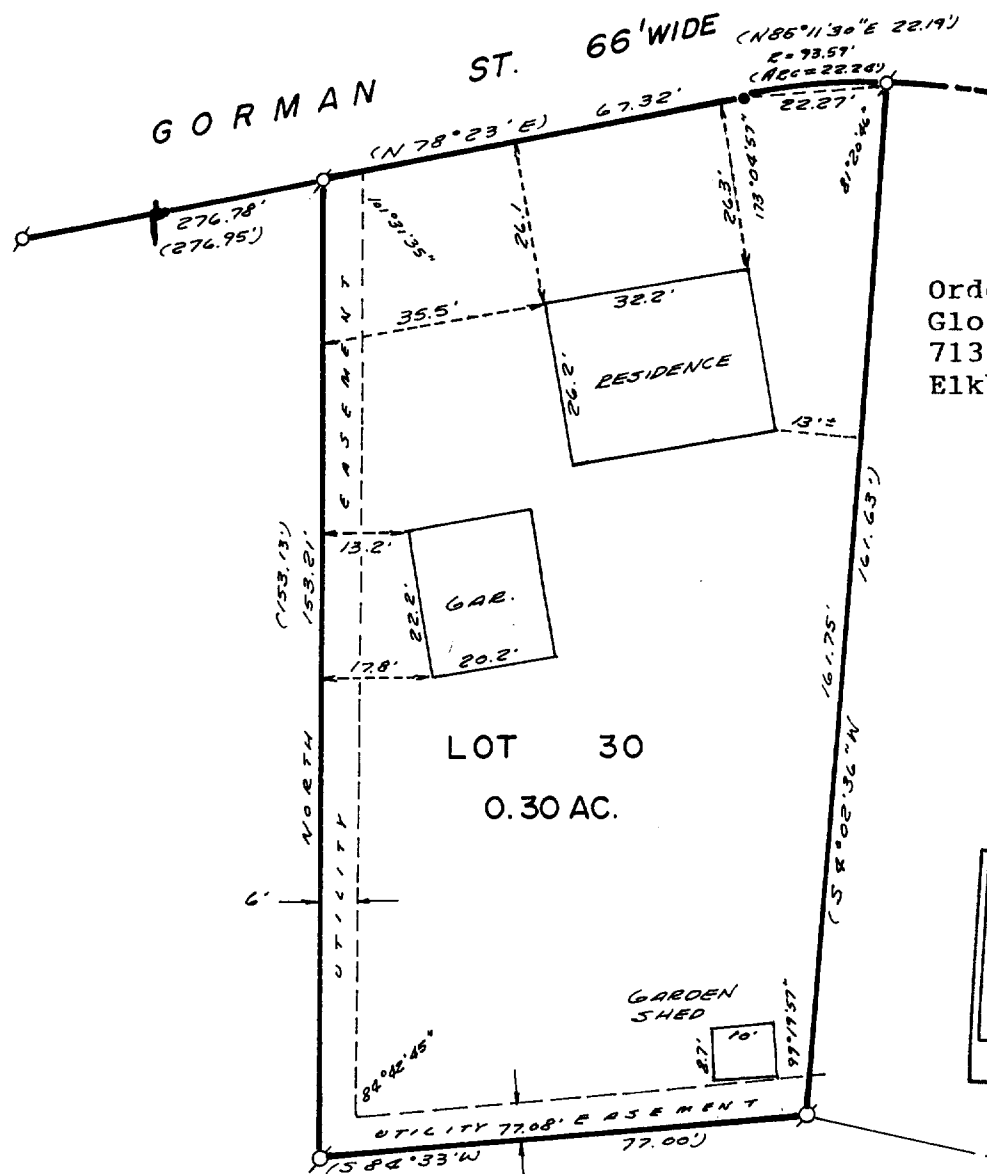 GORMAN ST. 66' WIDE
(N86°11'30"E 22.19')
R=93.59'
(ARC=22.24')
22.27'
67.32'
(N 78°23' E)
276.78'
(276.95')
101°31'35"
173°04'57"
81°20'46"
26.1'
26.3'
35.5'
32.2'
26.2'
RESIDENCE
13'±
EASEMENT
13.2'
22.2'
GAR.
17.8'
20.2'
(153.13')
153.21'
NORTH
UTILITY
6'
161.63')
161.75'
(S 4°02'36"W
LOT 30
0.30 AC.
GARDEN
SHED
10'
8.7'
99°19'57"
84°42'45"
UTILITY 77.08' EASEMENT
(S 84°33'W 77.00')
Orde
Glo
713
Elk